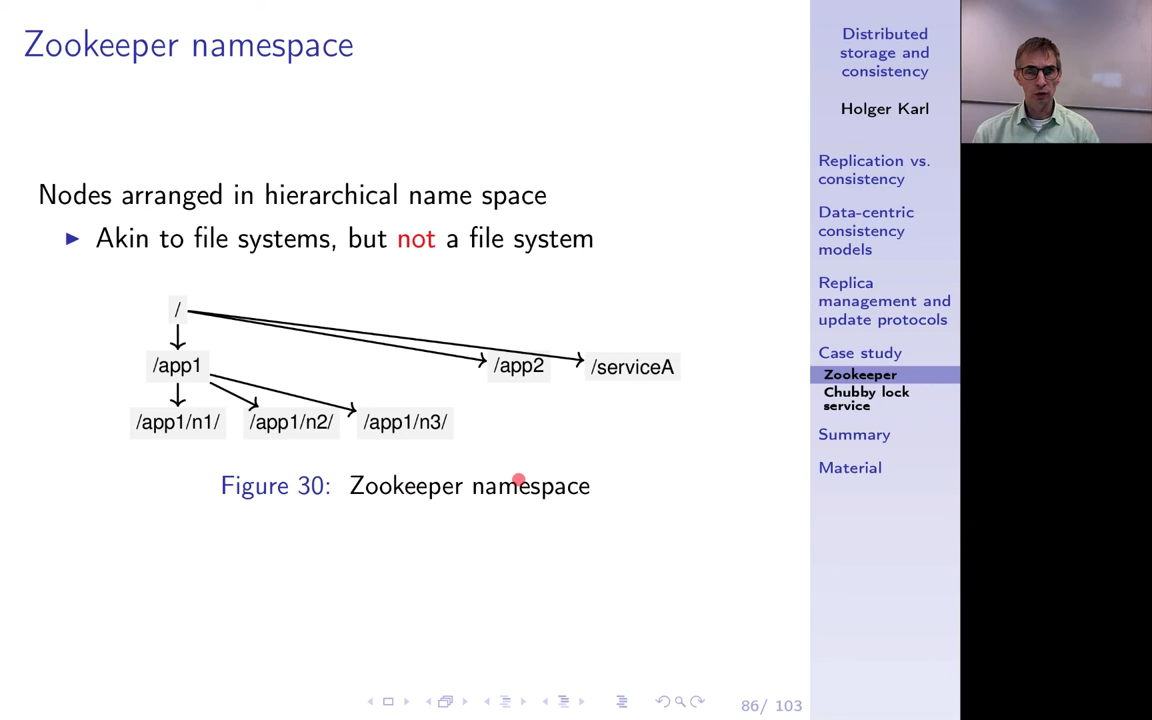 Zookeeper namespace
Nodes arranged in hierarchical name space
Akin to file systems, but not a file system
/
/app1
/app2
/serviceA
/app1/n1/
/app1/n2/
/app1/n3/
Figure 30: Zookeeper namespace
86/ 103
Distributed
storage and
consistency
Holger Karl
Replication vs.
consistency
Data-centric
consistency
models
Replica
management and
update protocols
Case study
Zookeeper
Chubby lock
service
Summary
Material